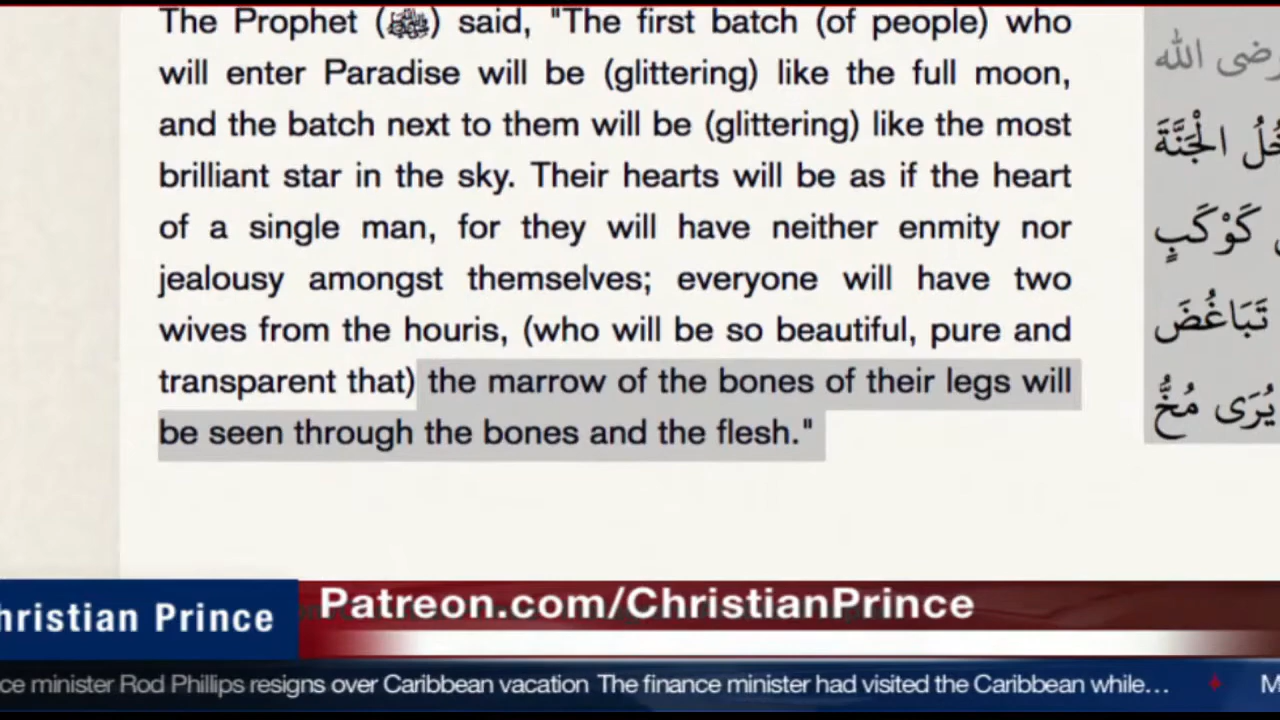 The Prophet (ﷺ) said, "The first batch (of people) who
will enter Paradise will be (glittering) like the full moon,
and the batch next to them will be (glittering) like the most
brilliant star in the sky. Their hearts will be as if the heart
of a single man, for they will have neither enmity nor
jealousy amongst themselves; everyone will have two
wives from the houris, (who will be so beautiful, pure and
transparent that) the marrow of the bones of their legs will
be seen through the bones and the flesh."
رضى الله
الْجَنَّةَ
كَوْكَبٍ
تَبَاغُضَ
يُرَى مُخُّ
hristian Prince
Patreon.com/ChristianPrince
ce minister Rod Phillips resigns over Caribbean vacation The finance minister had visited the Caribbean while... M